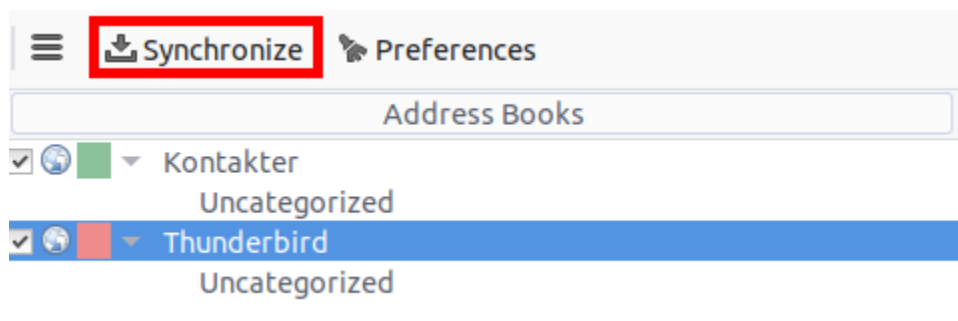 Synchronize Preferences
Address Books
Kontakter
Uncategorized
Thunderbird
Uncategorized